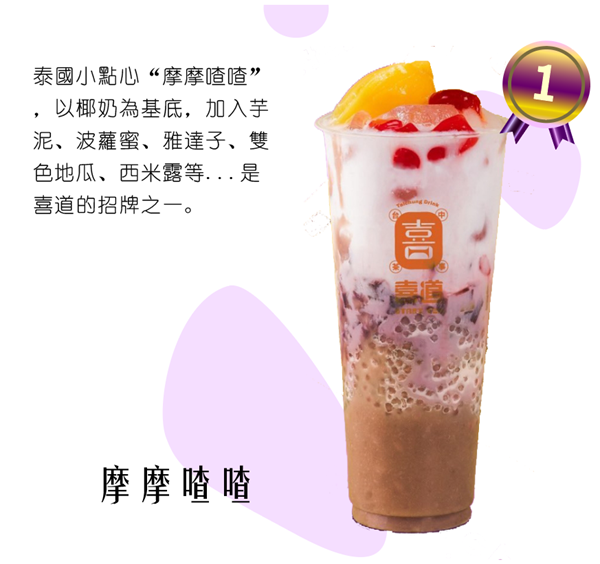 泰國小點心“摩摩喳喳”
，以椰奶為基底，加入芋
泥、波蘿蜜、雅達子、雙
色地瓜、西米露等...是
喜道的招牌之一。
1
台 中
喜
喜道
摩摩喳喳